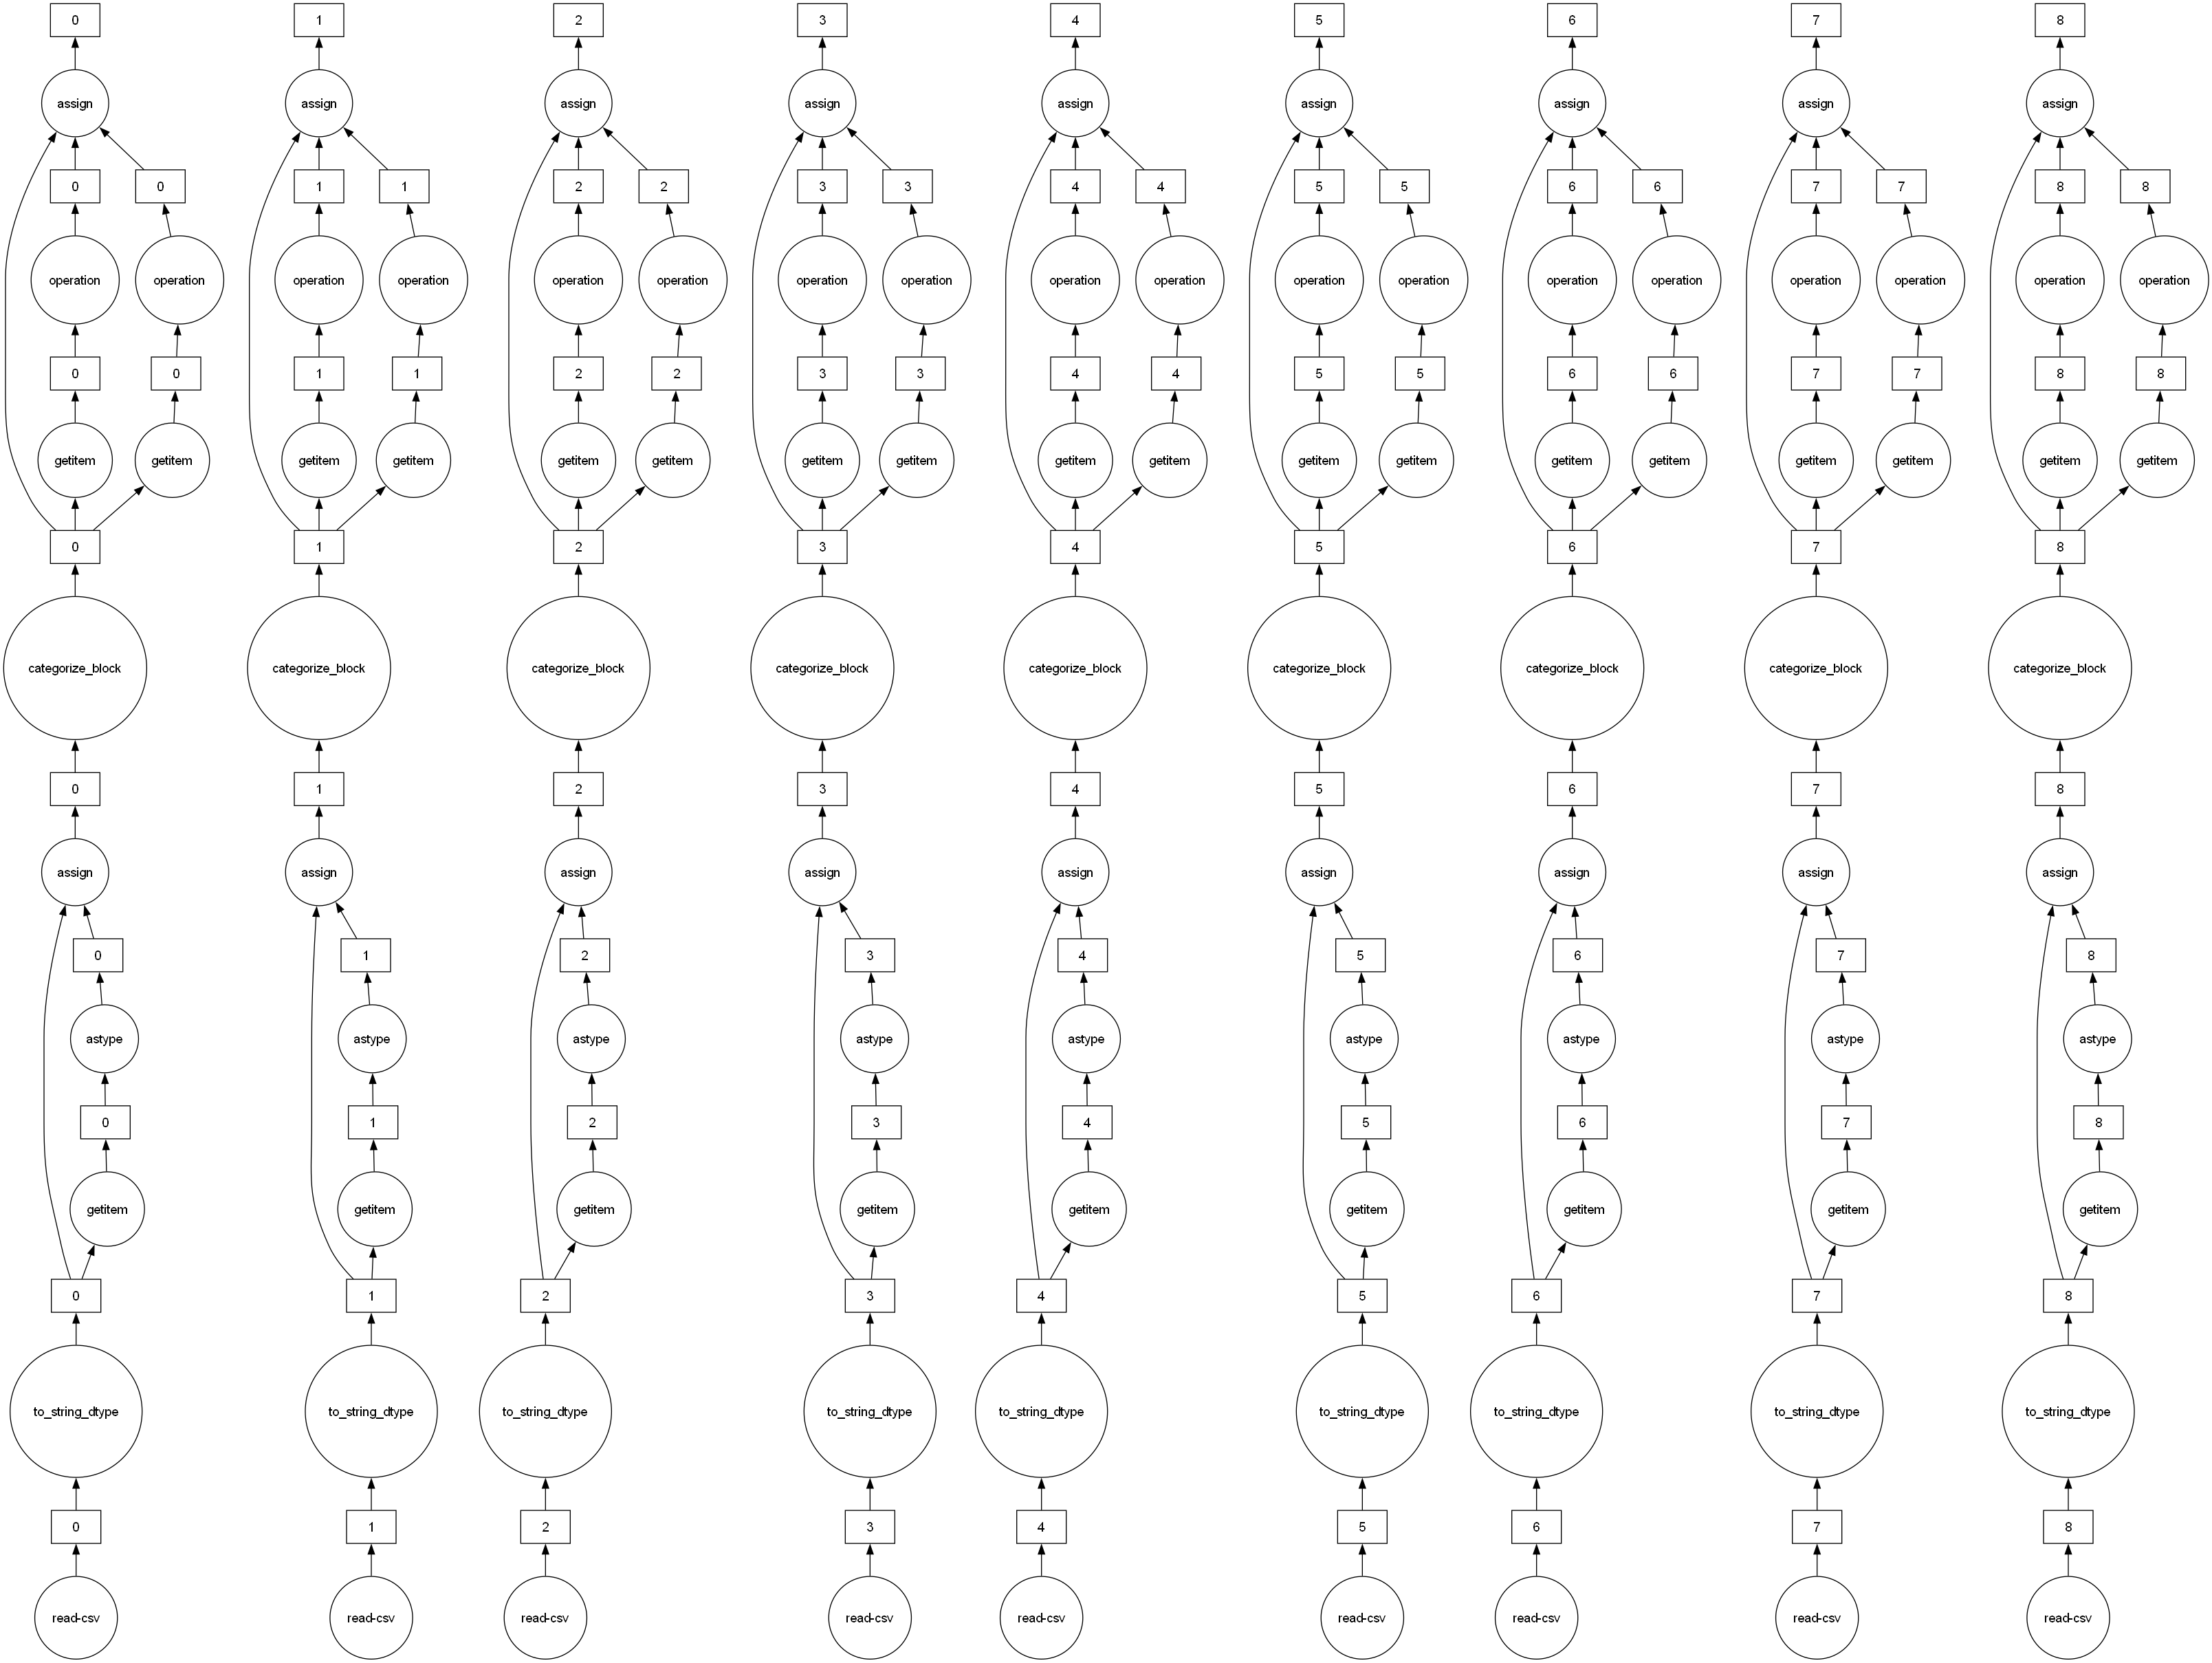 0 1 2 3 4 5 6 7 8
assign assign assign assign assign assign assign assign assign
0 0 1 1 2 2 3 3 4 4 5 5 6 6 7 7 8 8
operation operation operation operation operation operation operation operation operation operation operation operation operation operation operation operation operation operation
0 0 1 1 2 2 3 3 4 4 5 5 6 6 7 7 8 8
getitem getitem getitem getitem getitem getitem getitem getitem getitem getitem getitem getitem getitem getitem getitem getitem getitem getitem
0 1 2 3 4 5 6 7 8
categorize_block categorize_block categorize_block categorize_block categorize_block categorize_block categorize_block categorize_block categorize_block
0 1 2 3 4 5 6 7 8
assign assign assign assign assign assign assign assign assign
0 1 2 3 4 5 6 7 8
astype astype astype astype astype astype astype astype astype
0 1 2 3 4 5 6 7 8
getitem getitem getitem getitem getitem getitem getitem getitem getitem
0 1 2 3 4 5 6 7 8
to_string_dtype to_string_dtype to_string_dtype to_string_dtype to_string_dtype to_string_dtype to_string_dtype to_string_dtype to_string_dtype
0 1 2 3 4 5 6 7 8
read-csv read-csv read-csv read-csv read-csv read-csv read-csv read-csv read-csv